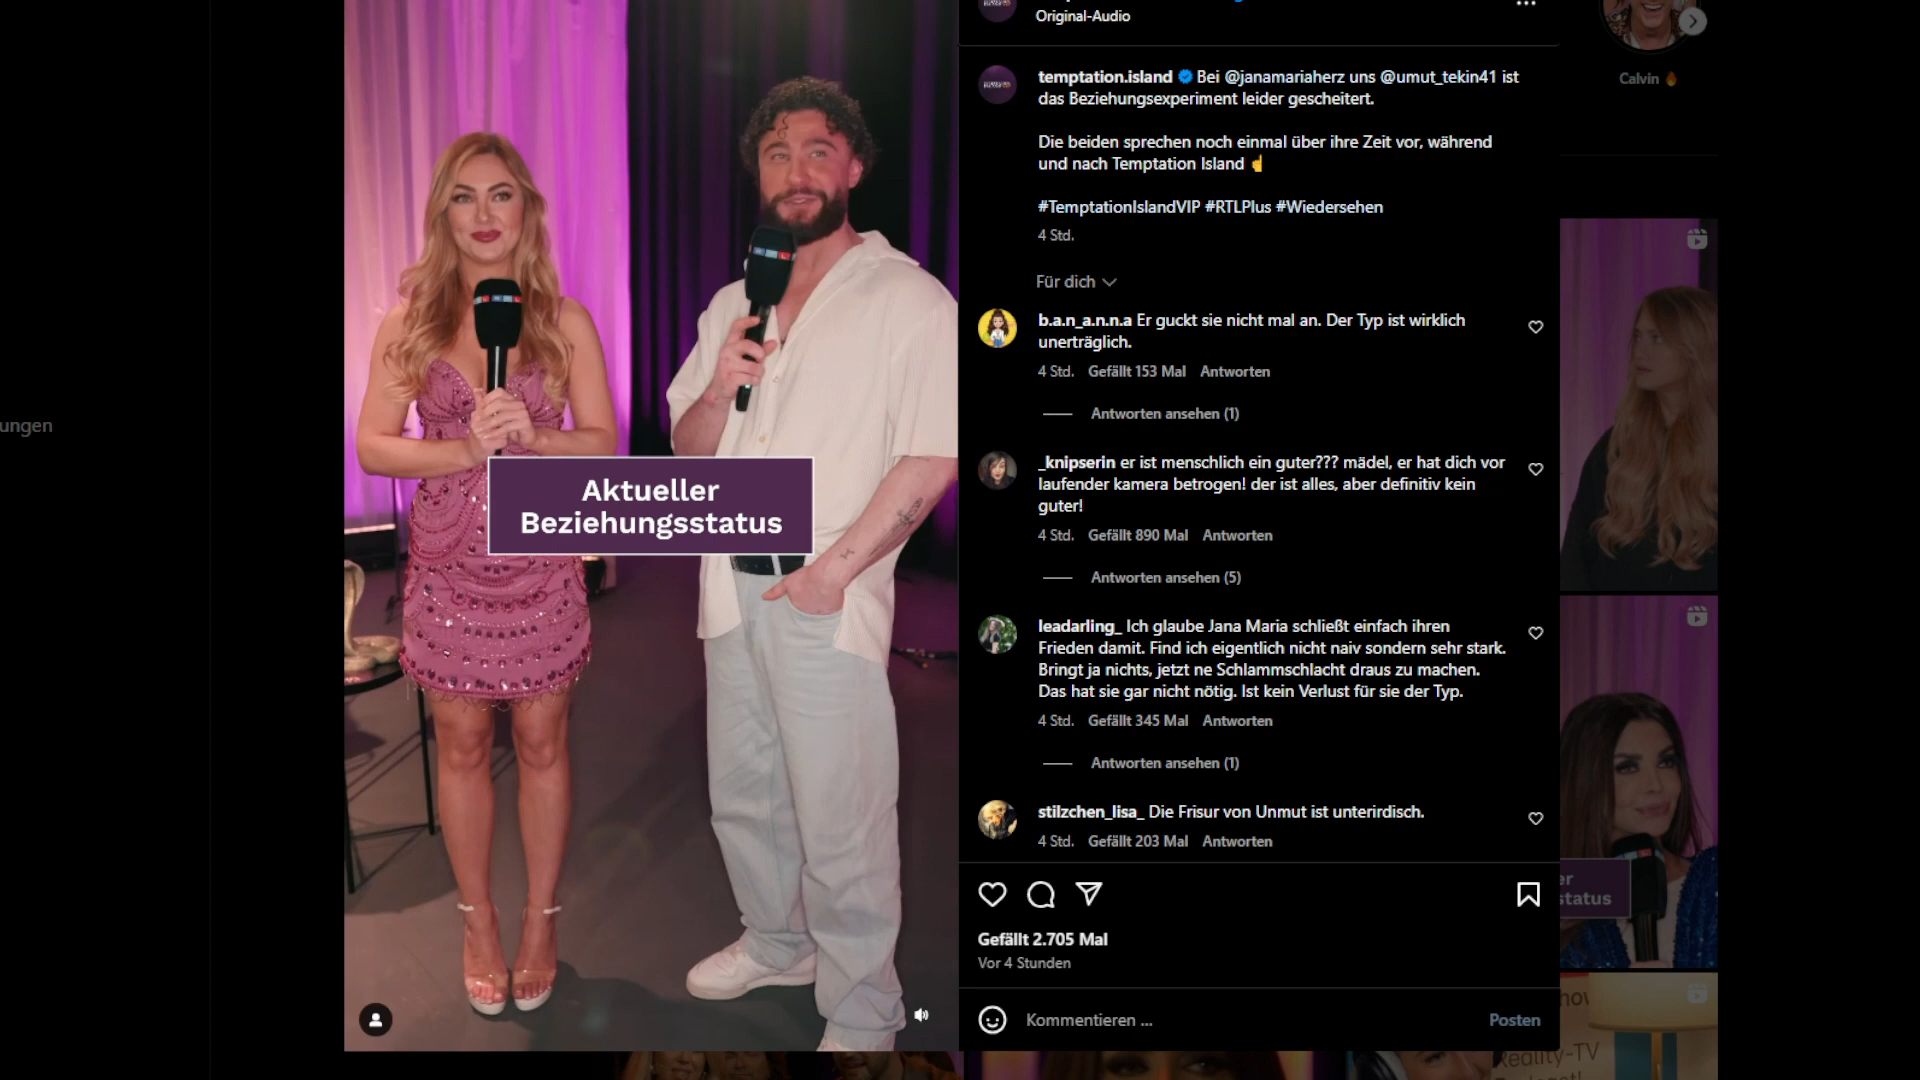 Original-Audio
Calvin 🔥
temptation.island Bei @janamariaherz uns @umut_tekin41 ist
das Beziehungsexperiment leider gescheitert.
Die beiden sprechen noch einmal über ihre Zeit vor, während
und nach Temptation Island ☝
#TemptationIslandVIP #RTLPlus #Wiedersehen
4 Std.
Für dich
b.a.n_a.n.n.a Er guckt sie nicht mal an. Der Typ ist wirklich
unerträglich.
4 Std. Gefällt 153 Mal Antworten
Antworten ansehen (1)
ungen
_knipserin er ist menschlich ein guter??? mädel, er hat dich vor
laufender kamera betrogen! der ist alles, aber definitiv kein
guter!
4 Std. Gefällt 890 Mal Antworten
Antworten ansehen (5)
Aktueller
Beziehungsstatus
leadarling_ Ich glaube Jana Maria schließt einfach ihren
Frieden damit. Find ich eigentlich nicht naiv sondern sehr stark.
Bringt ja nichts, jetzt ne Schlammschlacht draus zu machen.
Das hat sie gar nicht nötig. Ist kein Verlust für sie der Typ.
4 Std. Gefällt 345 Mal Antworten
Antworten ansehen (1)
stilzchen_lisa_ Die Frisur von Unmut ist unterirdisch.
4 Std. Gefällt 203 Mal Antworten
er
status
Gefällt 2.705 Mal
Vor 4 Stunden
Kommentieren ...
Posten
Reality-TV